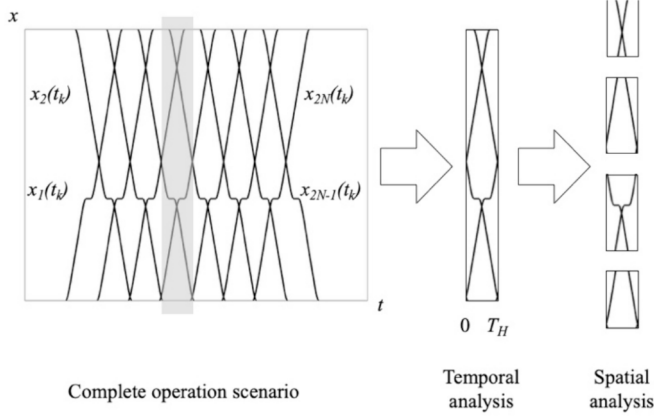 x
x2(tk)
x2N(tk)
x1(tk)
x2N-1(tk)
t
0 TH
Complete operation scenario
Temporal
analysis
Spatial
analysis